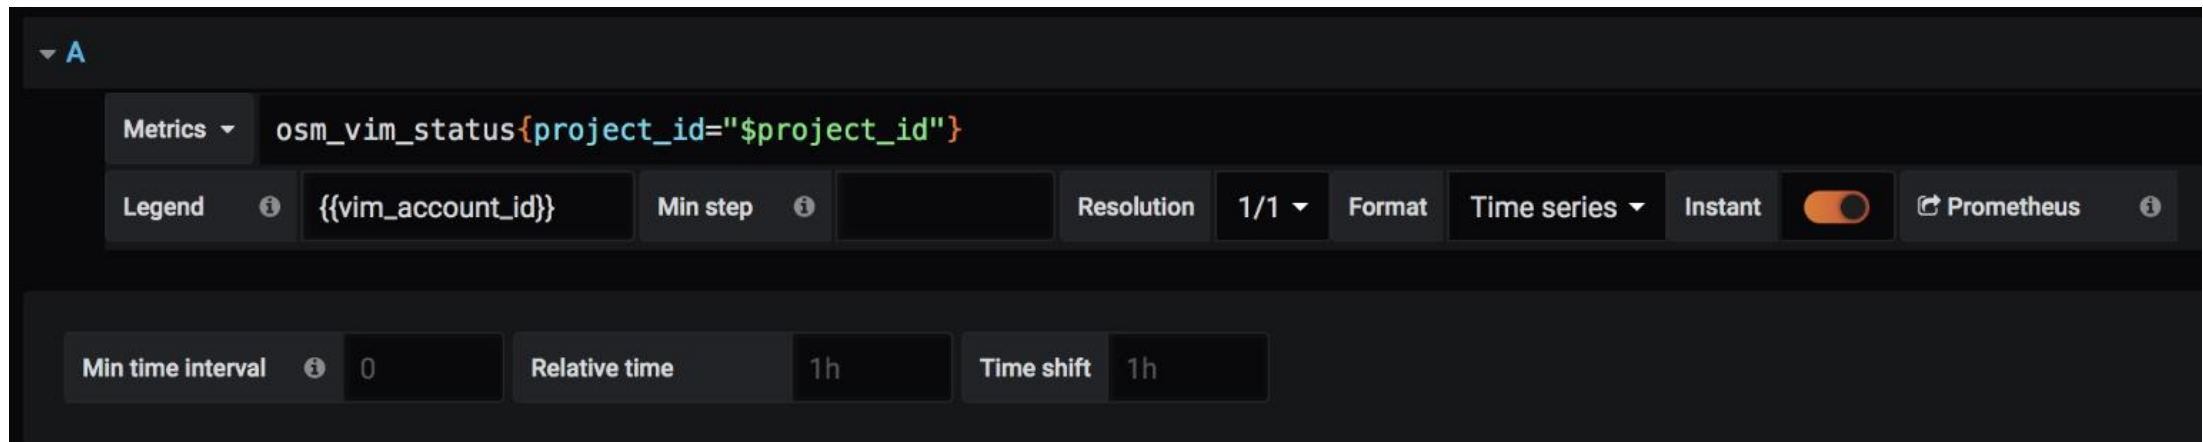 A
Metrics osm_vim_status{project_id="$project_id"}
Legend {{vim_account_id}} Min step Resolution 1/1 Format Time series Instant Prometheus
Min time interval 0 Relative time 1h Time shift 1h